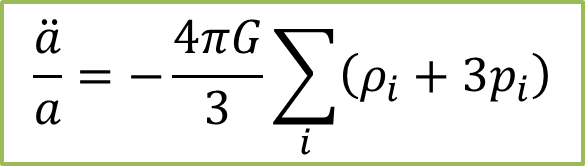 ä/a = −4πG/3 ∑ᵢ(ρᵢ + 3pᵢ)